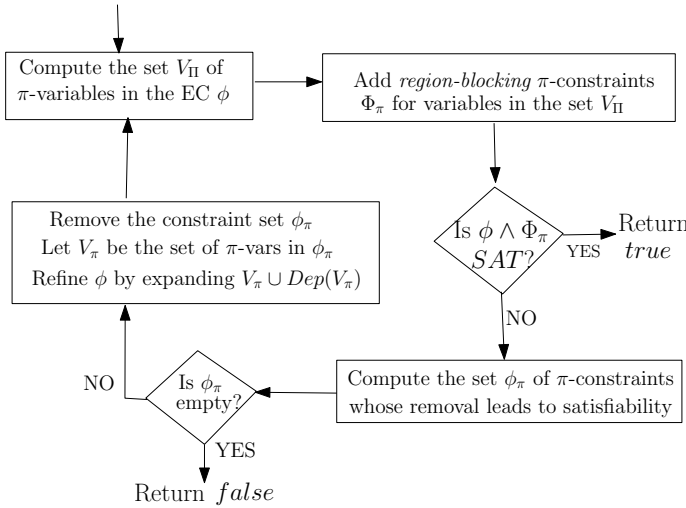 Compute the set V_Π of
π-variables in the EC ϕ
Add region-blocking π-constraints
Φ_π for variables in the set V_Π
Is ϕ ∧ Φ_π
SAT?
YES
Return
true
NO
Compute the set ϕ_π of π-constraints
whose removal leads to satisfiability
Is ϕ_π
empty?
NO
YES
Return false
Remove the constraint set ϕ_π
Let V_π be the set of π-vars in ϕ_π
Refine ϕ by expanding V_π ∪ Dep(V_π)